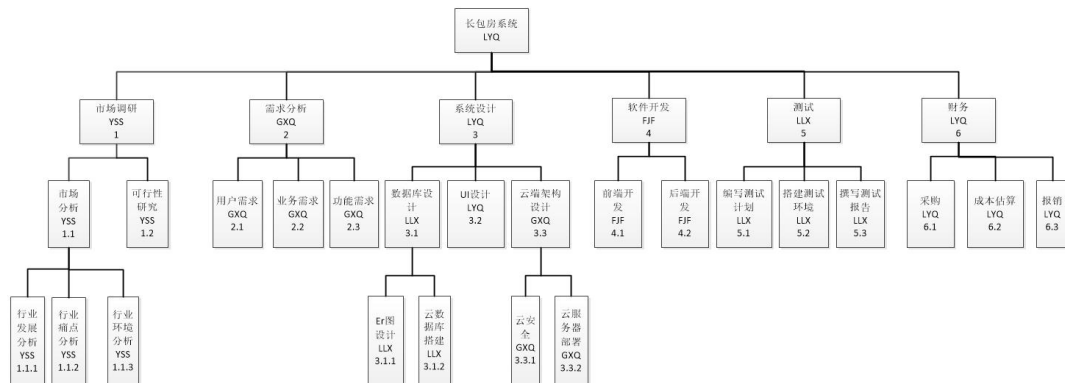 长包房系统
LYQ
市场调研
YSS
1
需求分析
GXQ
2
系统设计
LYQ
3
软件开发
FJF
4
测试
LLX
5
财务
LYQ
6
市场
分析
YSS
1.1
可行性
研究
YSS
1.2
用户需求
GXQ
2.1
业务需求
GXQ
2.2
功能需求
GXQ
2.3
数据库设
计
LLX
3.1
UI设计
LYQ
3.2
云端架构
设计
GXQ
3.3
前端开
发
FJF
4.1
后端开
发
FJF
4.2
编写测试
计划
LLX
5.1
搭建测试
环境
LLX
5.2
撰写测试
报告
LLX
5.3
采购
LYQ
6.1
成本估算
LYQ
6.2
报销
LYQ
6.3
行业
发展
分析
YSS
1.1.1
行业
痛点
分析
YSS
1.1.2
行业
环境
分析
YSS
1.1.3
Er图
设计
LLX
3.1.1
云数
据库
搭建
LLX
3.1.2
云安
全
GXQ
3.3.1
云服
务器
部署
GXQ
3.3.2